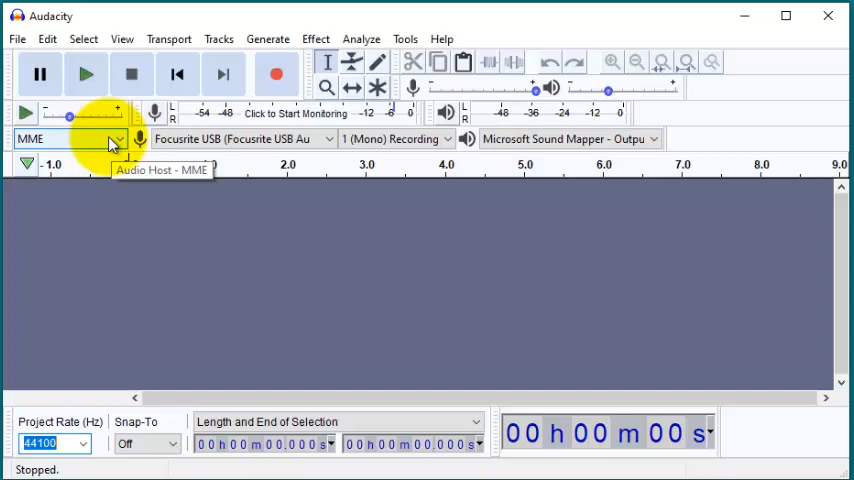 Audacity
File Edit Select View Transport Tracks Generate Effect Analyze Tools Help
- + L R -54 -48 Click to Start Monitoring -12 -6 0 L R -48 -36 -24 -12 0
MME Focusrite USB (Focusrite USB Au 1 (Mono) Recording Microsoft Sound Mapper - Outpu
- 1.0 2.0 3.0 4.0 5.0 6.0 7.0 8.0 9.0
Audio Host - MME
Project Rate (Hz) Snap-To Length and End of Selection
44100 Off 00 h 00 m 00.000 s 00 h 00 m 00.000 s 00 h 00 m 00 s
Stopped.